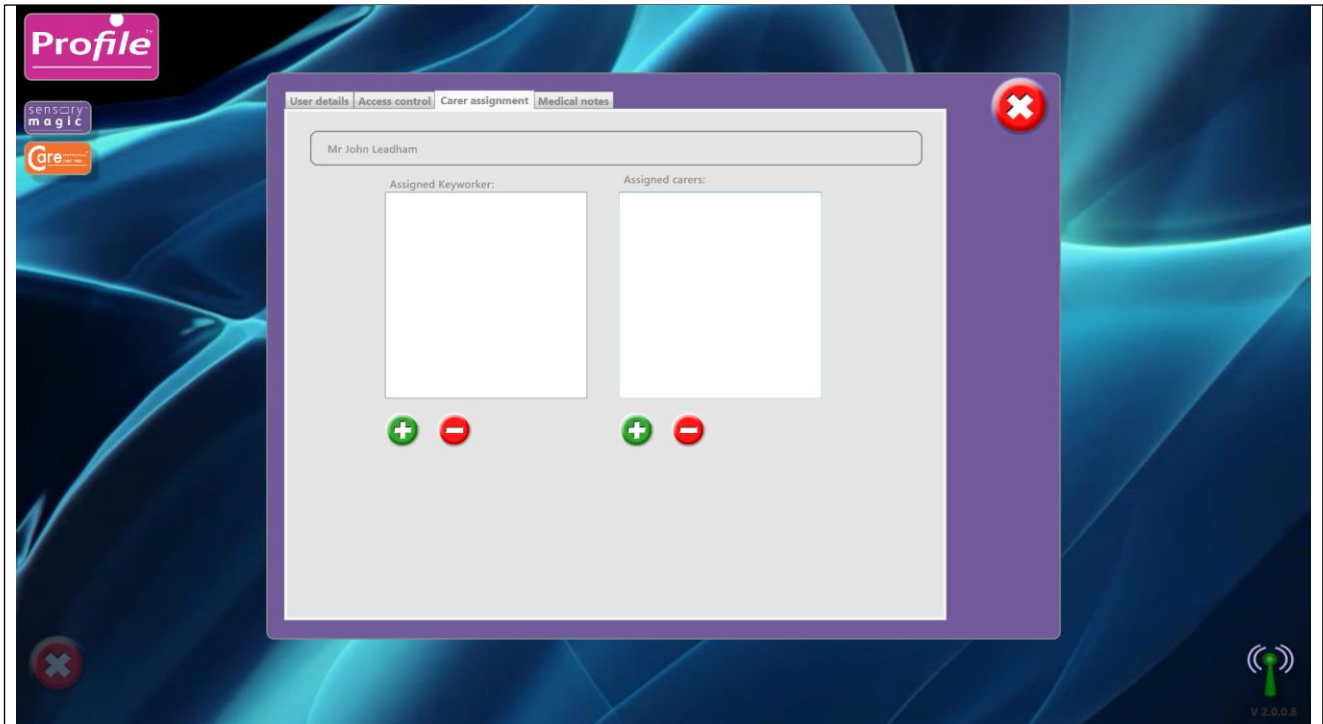 Profile™
sensory
magic
Care
User details
Access control
Carer assignment
Medical notes
Mr John Leadham
Assigned Keyworker:
Assigned carers:
V 2.0.0.8